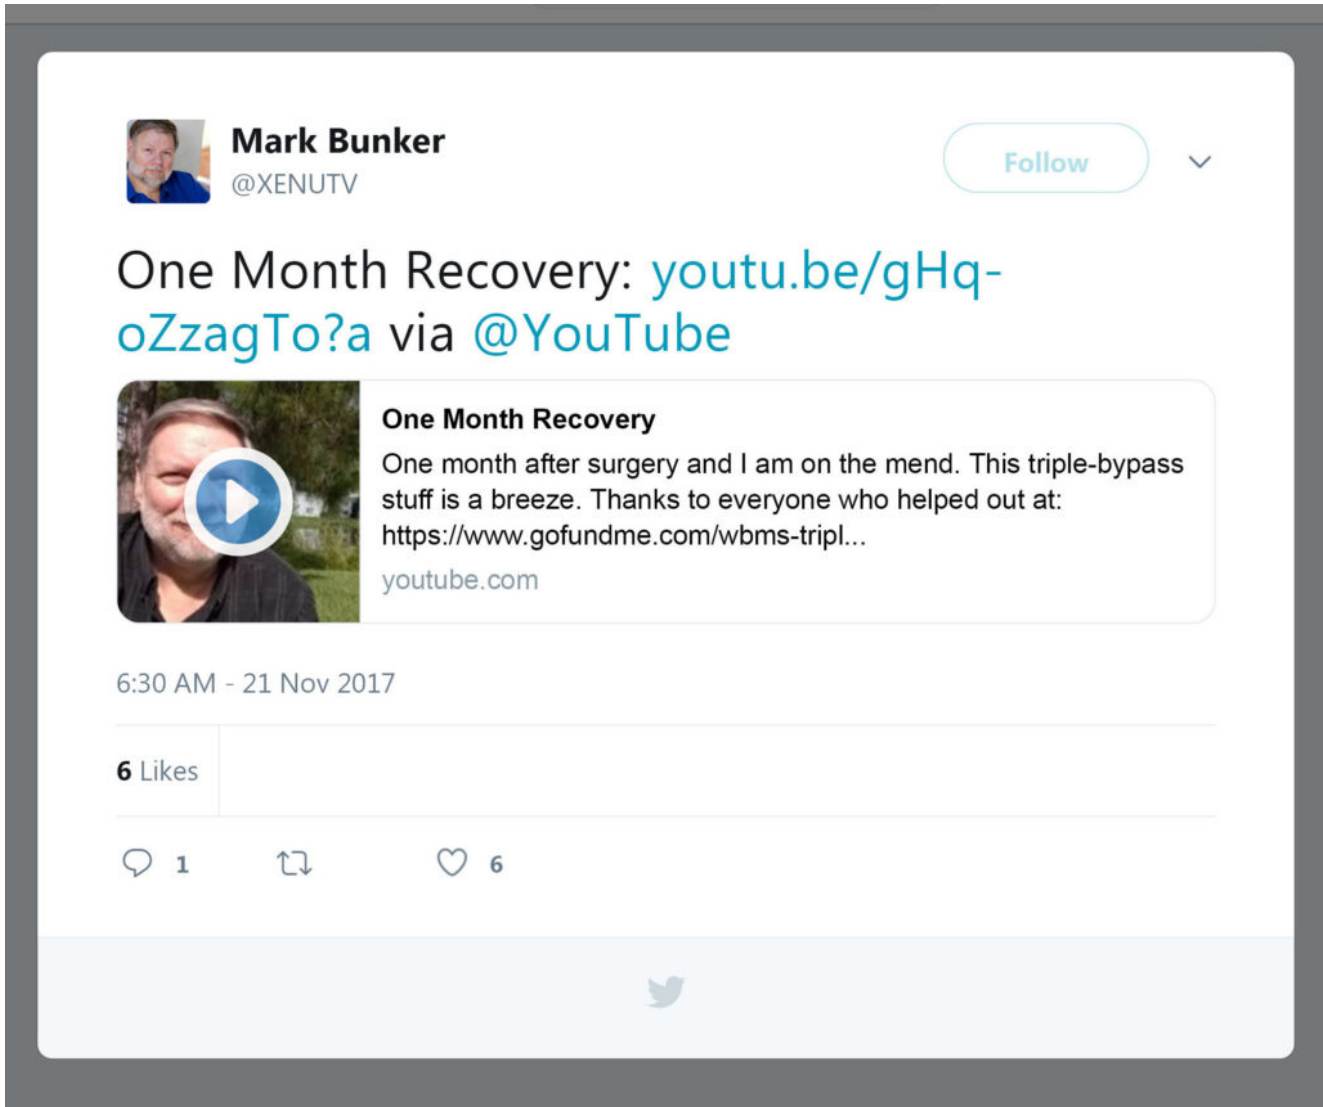 Mark Bunker
@XENUTV
Follow
One Month Recovery: youtu.be/gHq-
oZzagTo?a via @YouTube
One Month Recovery
One month after surgery and I am on the mend. This triple-bypass
stuff is a breeze. Thanks to everyone who helped out at:
https://www.gofundme.com/wbms-tripl...
youtube.com
6:30 AM - 21 Nov 2017
6 Likes
1 6